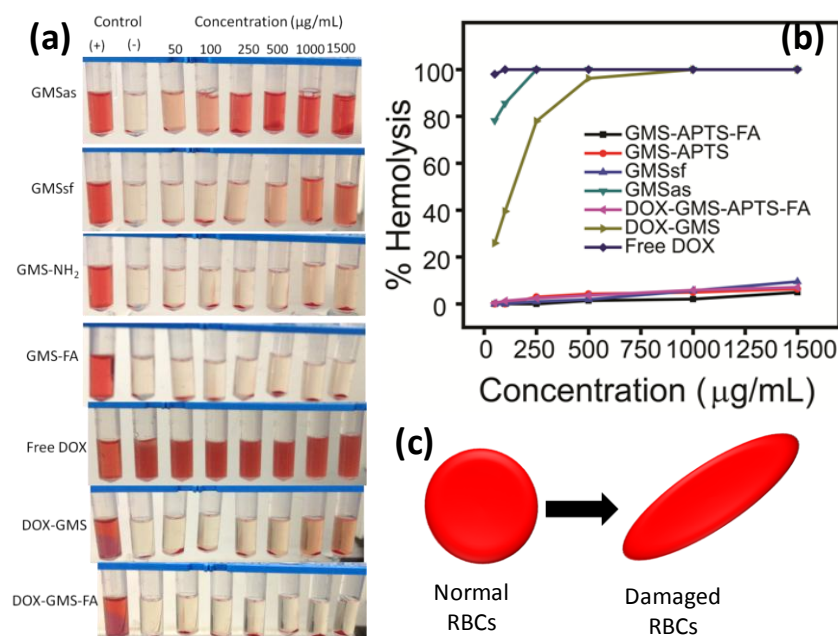 (a)
Control Concentration (µg/mL)
(+) (-) 50 100 250 500 1000 1500
GMSas
GMSsf
GMS-NH₂
GMS-FA
Free DOX
DOX-GMS
DOX-GMS-FA
(b)
% Hemolysis
100
80
60
40
20
0
GMS-APTS-FA
GMS-APTS
GMSsf
GMSas
DOX-GMS-APTS-FA
DOX-GMS
Free DOX
0 250 500 750 1000 1250 1500
Concentration (µg/mL)
(c)
Normal Damaged
RBCs RBCs